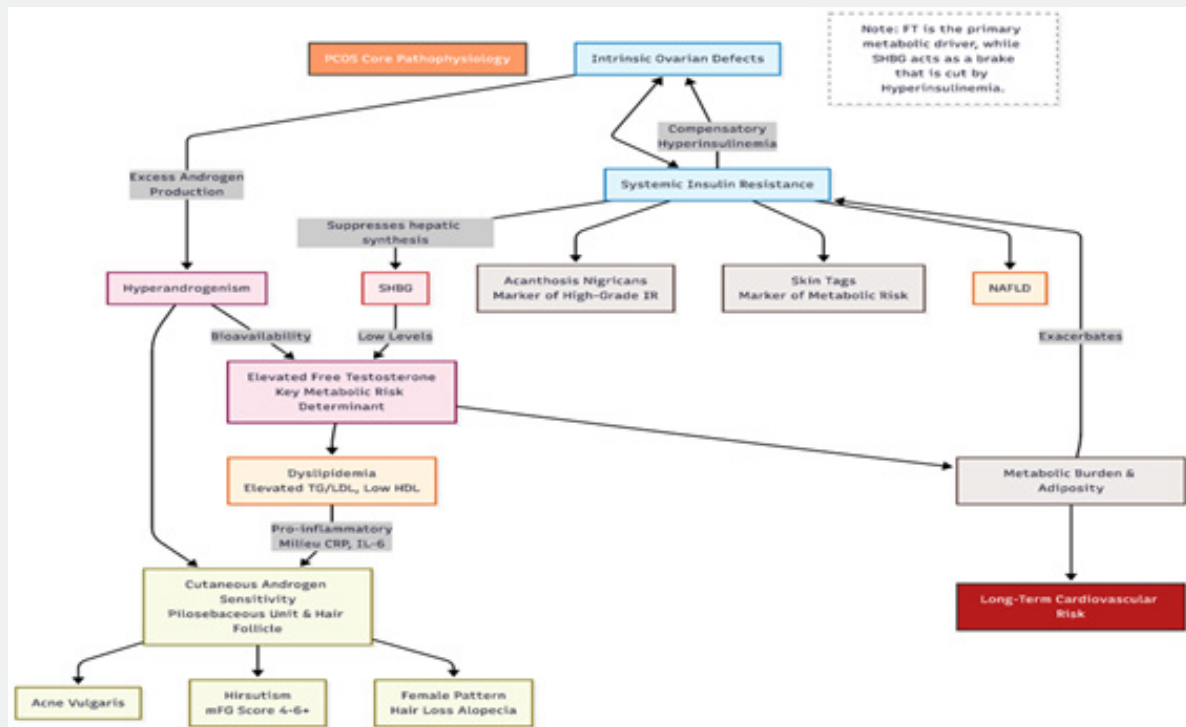 PCOS Core Pathophysiology
Intrinsic Ovarian Defects
Note: FT is the primary
metabolic driver, while
SHBG acts as a brake
that is cut by
Hyperinsulinemia.
Compensatory
Hyperinsulinemia
Excess Androgen
Production
Systemic Insulin Resistance
Suppresses hepatic
synthesis
Hyperandrogenism
SHBG
Acanthosis Nigricans
Marker of High-Grade IR
Skin Tags
Marker of Metabolic Risk
NAFLD
Bioavailability
Low Levels
Exacerbates
Elevated Free Testosterone
Key Metabolic Risk
Determinant
Dyslipidemia
Elevated TG/LDL, Low HDL
Metabolic Burden &
Adiposity
Pro-inflammatory
Milieu CRP, IL-6
Cutaneous Androgen
Sensitivity
Pilosebaceous Unit & Hair
Follicle
Long-Term Cardiovascular
Risk
Acne Vulgaris
Hirsutism
mFG Score 4-6+
Female Pattern
Hair Loss Alopecia